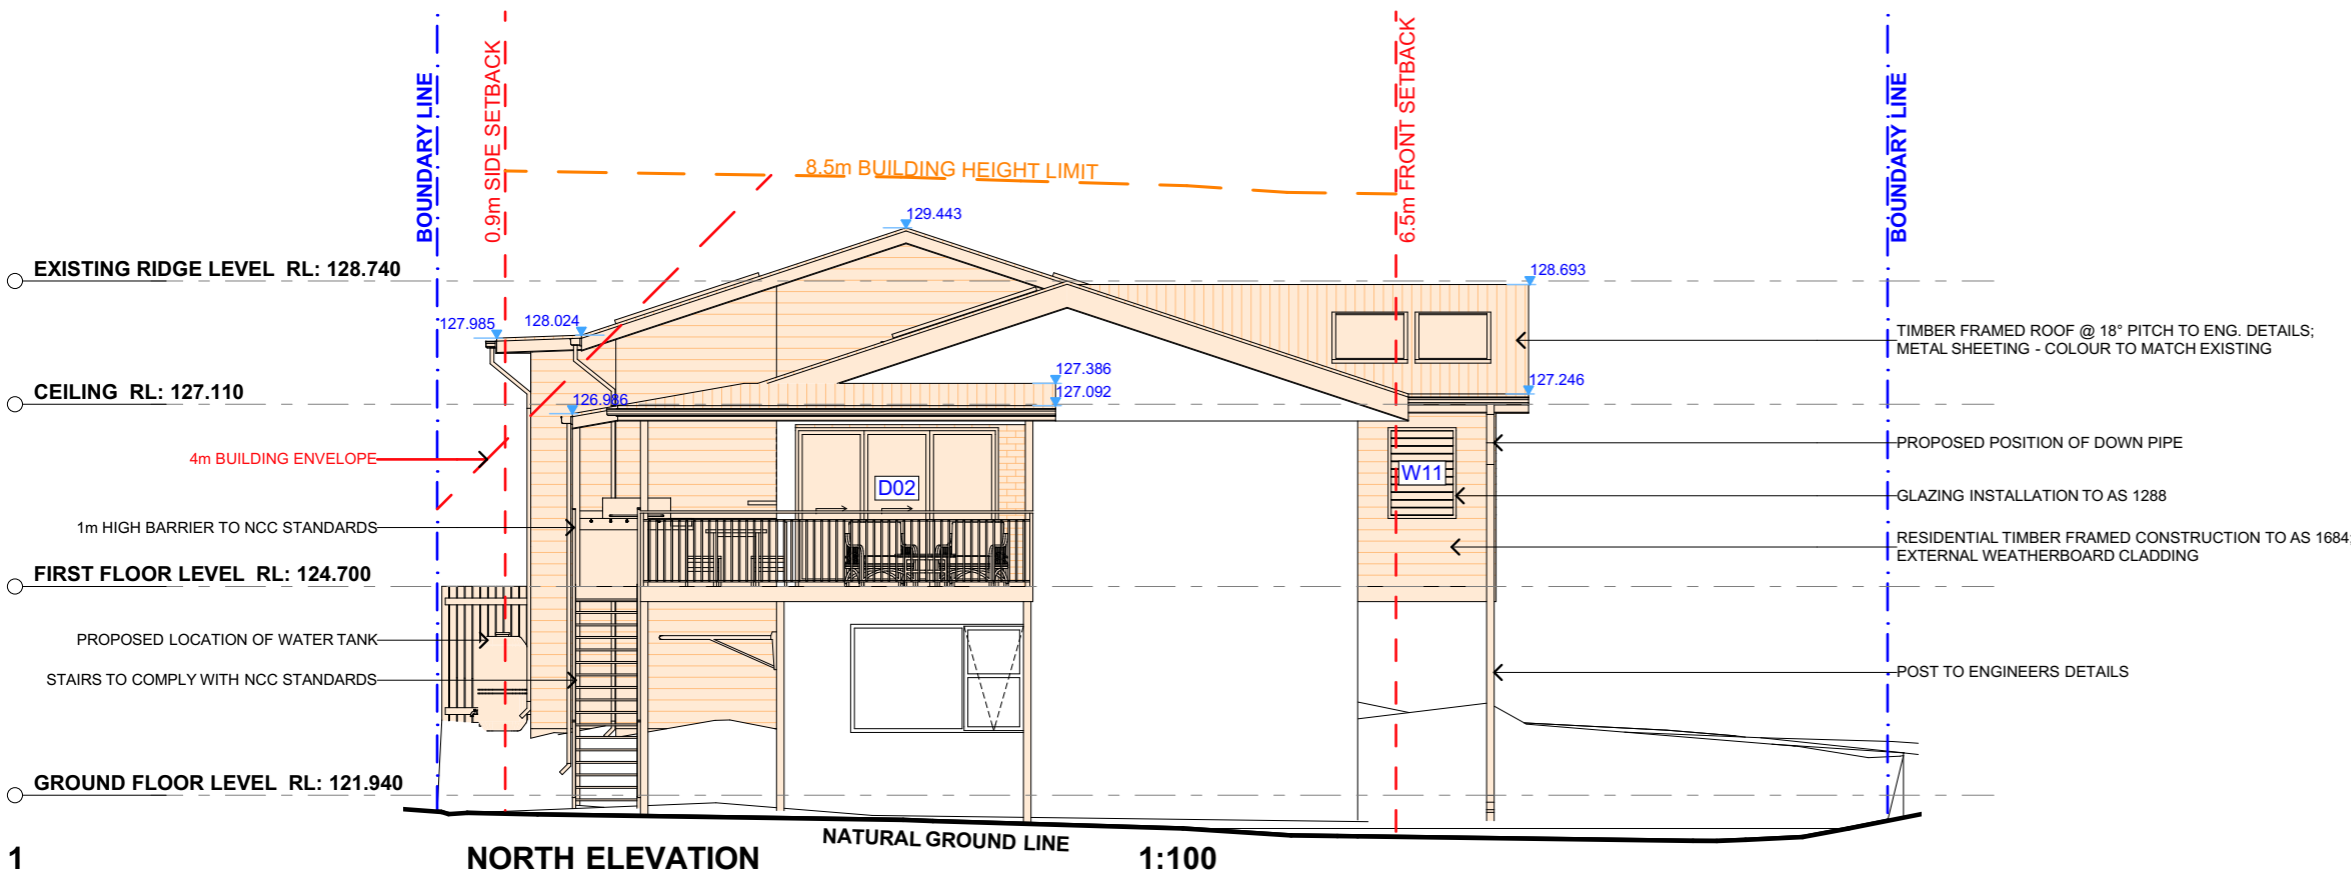 BOUNDARY LINE
0.9m SIDE SETBACK
6.5m FRONT SETBACK
BOUNDARY LINE
8.5m BUILDING HEIGHT LIMIT
129.443
EXISTING RIDGE LEVEL RL: 128.740
128.693
127.985
128.024
TIMBER FRAMED ROOF @ 18° PITCH TO ENG. DETAILS;
METAL SHEETING - COLOUR TO MATCH EXISTING
CEILING RL: 127.110
127.386
127.092
127.246
126.986
PROPOSED POSITION OF DOWN PIPE
4m BUILDING ENVELOPE
W11
D02
GLAZING INSTALLATION TO AS 1288
1m HIGH BARRIER TO NCC STANDARDS
RESIDENTIAL TIMBER FRAMED CONSTRUCTION TO AS 1684;
EXTERNAL WEATHERBOARD CLADDING
FIRST FLOOR LEVEL RL: 124.700
PROPOSED LOCATION OF WATER TANK
STAIRS TO COMPLY WITH NCC STANDARDS
POST TO ENGINEERS DETAILS
GROUND FLOOR LEVEL RL: 121.940
NATURAL GROUND LINE
1 NORTH ELEVATION 1:100